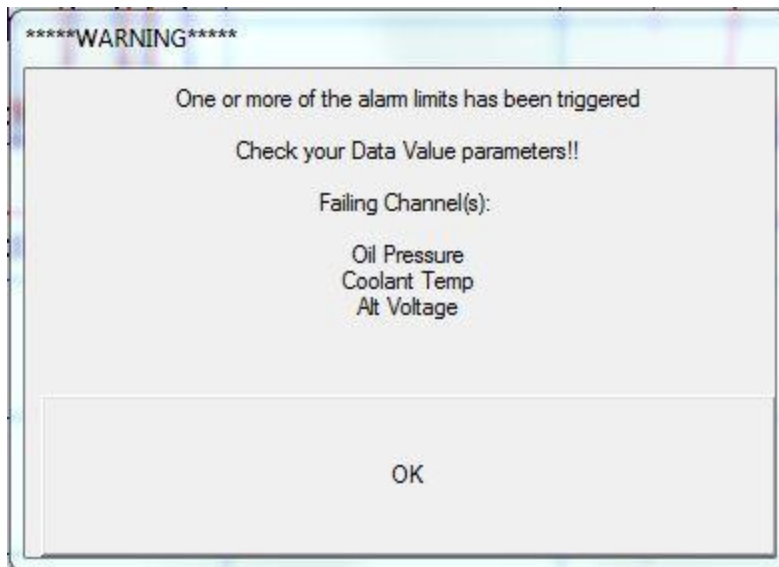 *****WARNING*****
One or more of the alarm limits has been triggered
Check your Data Value parameters!!
Failing Channel(s):
Oil Pressure
Coolant Temp
Alt Voltage
OK